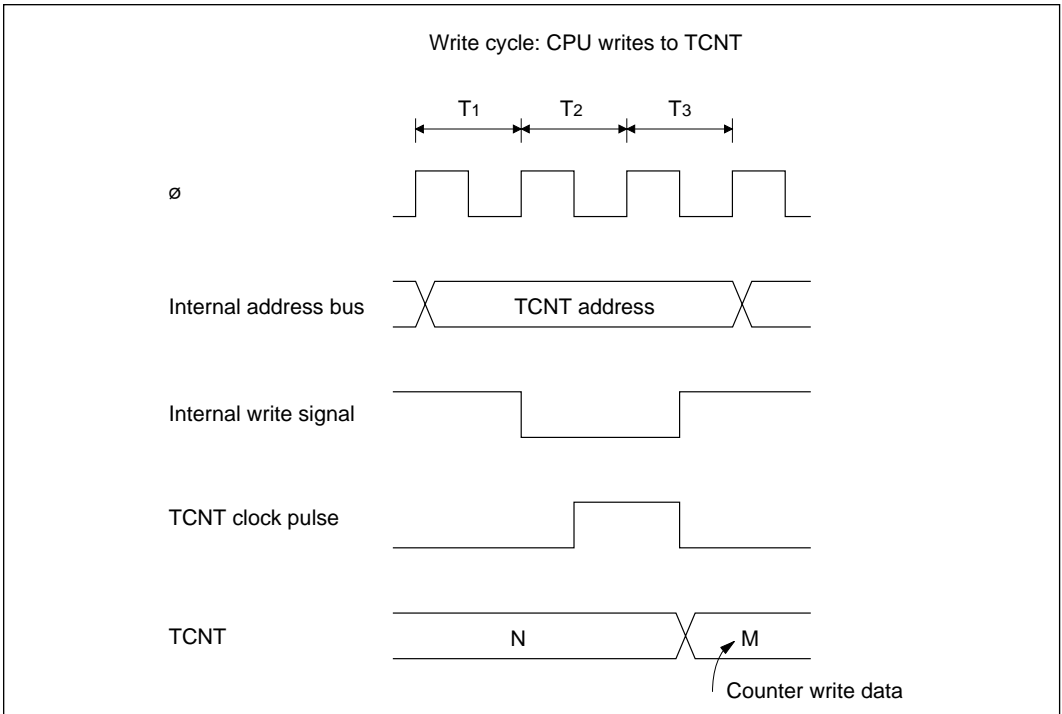 Write cycle: CPU writes to TCNT
T1 T2 T3
ø
Internal address bus
TCNT address
Internal write signal
TCNT clock pulse
TCNT
N
M
Counter write data